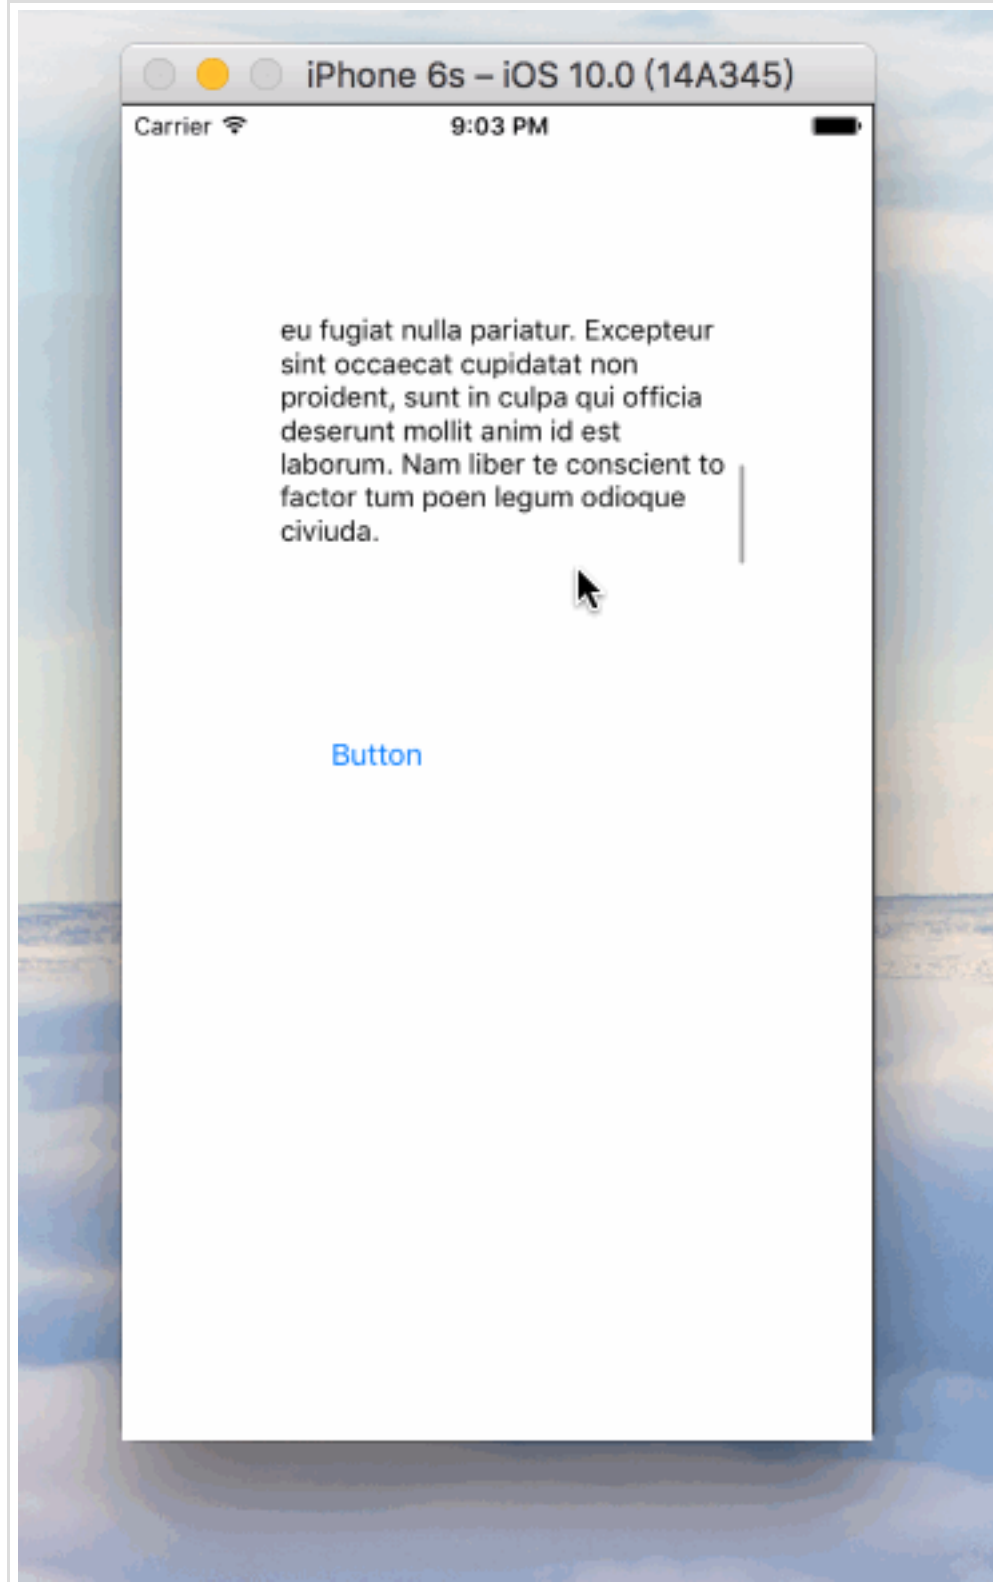 iPhone 6s – iOS 10.0 (14A345)
Carrier 9:03 PM
eu fugiat nulla pariatur. Excepteur
sint occaecat cupidatat non
proident, sunt in culpa qui officia
deserunt mollit anim id est
laborum. Nam liber te conscient to
factor tum poen legum odioque
civiuda.
Button